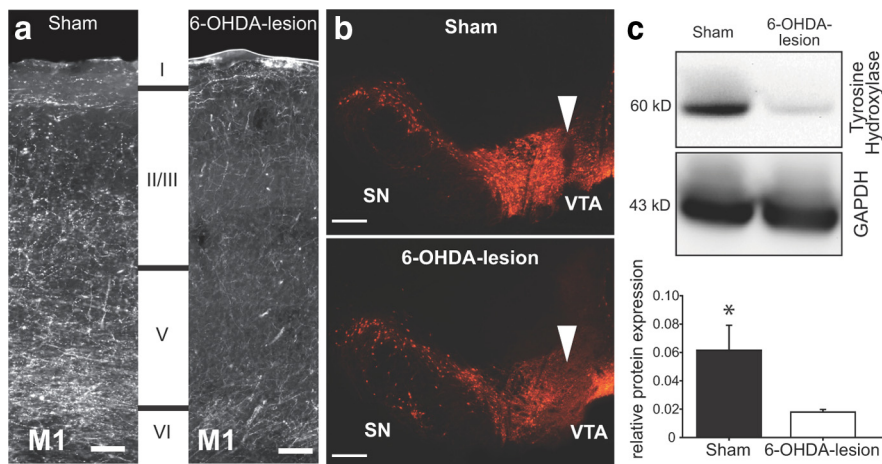 a
Sham
6-OHDA-lesion
I
II/III
V
VI
M1
M1
b
Sham
SN
VTA
6-OHDA-lesion
SN
VTA
c
Sham
6-OHDA-
lesion
60 kD
Tyrosine
Hydroxylase
43 kD
GAPDH
relative protein expression
0.10
0.08
0.06
0.04
0.02
0
*
Sham
6-OHDA-lesion